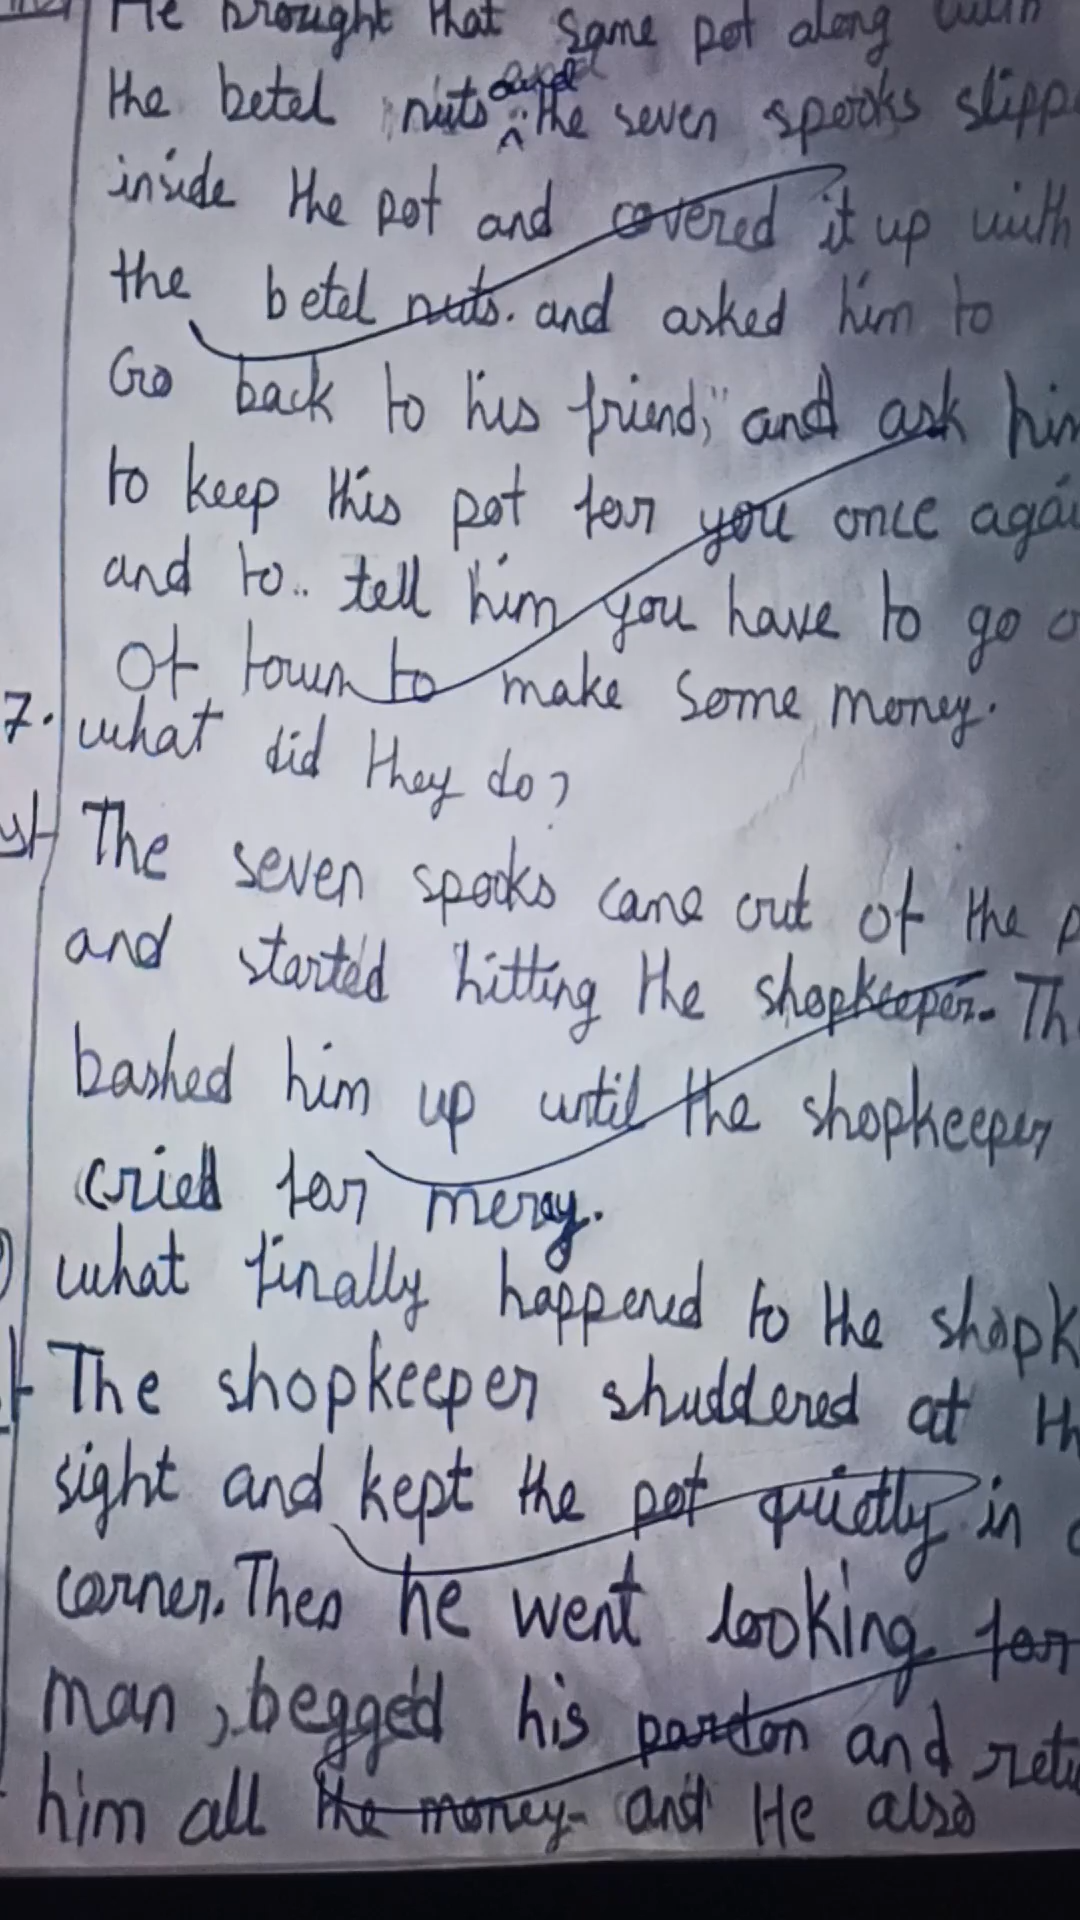 He brought that same pot along with
the betel nuts and the seven spooks slipp
inside the pot and covered it up with
the betel nuts. and asked him to
Go back to his friend, and ask him
to keep this pot for you once agai
and to.. tell him you have to go o
of town to make some money.
7. what did they do?
The seven spooks came out of the p
and started hitting the shopkeeper. Th
bashed him up until the shopkeeper
cried for mercy.
what finally happened to the shopk
The shopkeeper shuddered at th
sight and kept the pot quietly in a
corner. Then he went looking for
man, begged his pardon and retu
him all the money- and He also